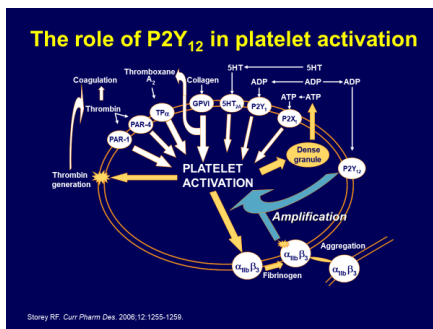 The role of P2Y12 in platelet activation
Thromboxane
A2
Collagen
5HT
5HT
Coagulation
ADP
ADP
ADP
Thrombin
TPα
GPVI
5HT2A
P2Y1
ATP
ATP
P2X1
PAR-4
PAR-1
Dense
granule
P2Y12
PLATELET
ACTIVATION
Thrombin
generation
Amplification
Aggregation
αIIbβ3
αIIbβ3
αIIbβ3
Fibrinogen
Storey RF. Curr Pharm Des. 2006;12:1255-1259.